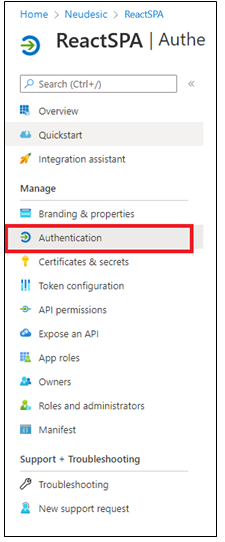 Home > Neudesic > ReactSPA
ReactSPA | Authe
Search (Ctrl+/) «
Overview
Quickstart
Integration assistant
Manage
Branding & properties
Authentication
Certificates & secrets
Token configuration
API permissions
Expose an API
App roles
Owners
Roles and administrators
Manifest
Support + Troubleshooting
Troubleshooting
New support request